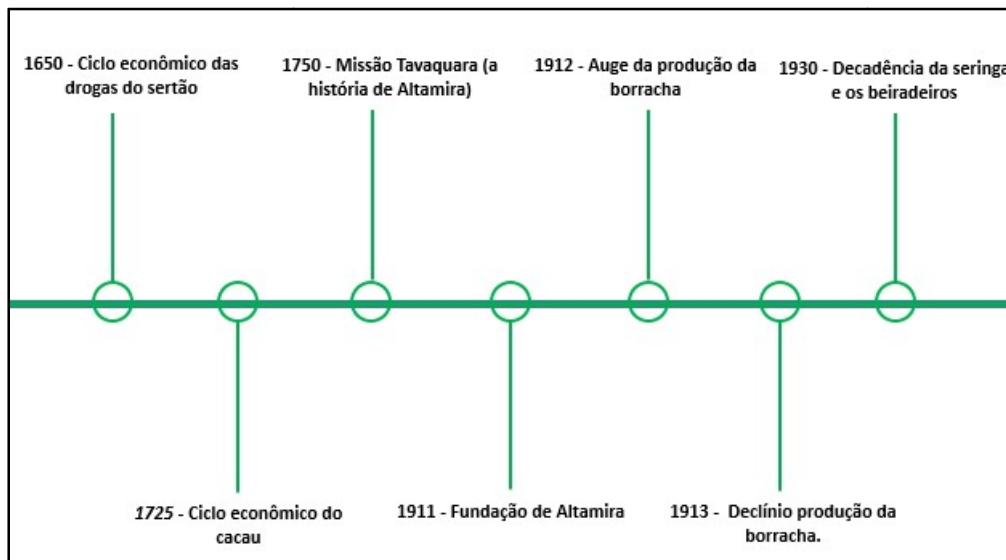 1650 - Ciclo econômico das
drogas do sertão
1750 - Missão Tavaquara (a
história de Altamira)
1912 - Auge da produção da
borracha
1930 - Decadência da seringa
e os beiradeiros
1725 - Ciclo econômico do
cacau
1911 - Fundação de Altamira
1913 - Declínio produção da
borracha.